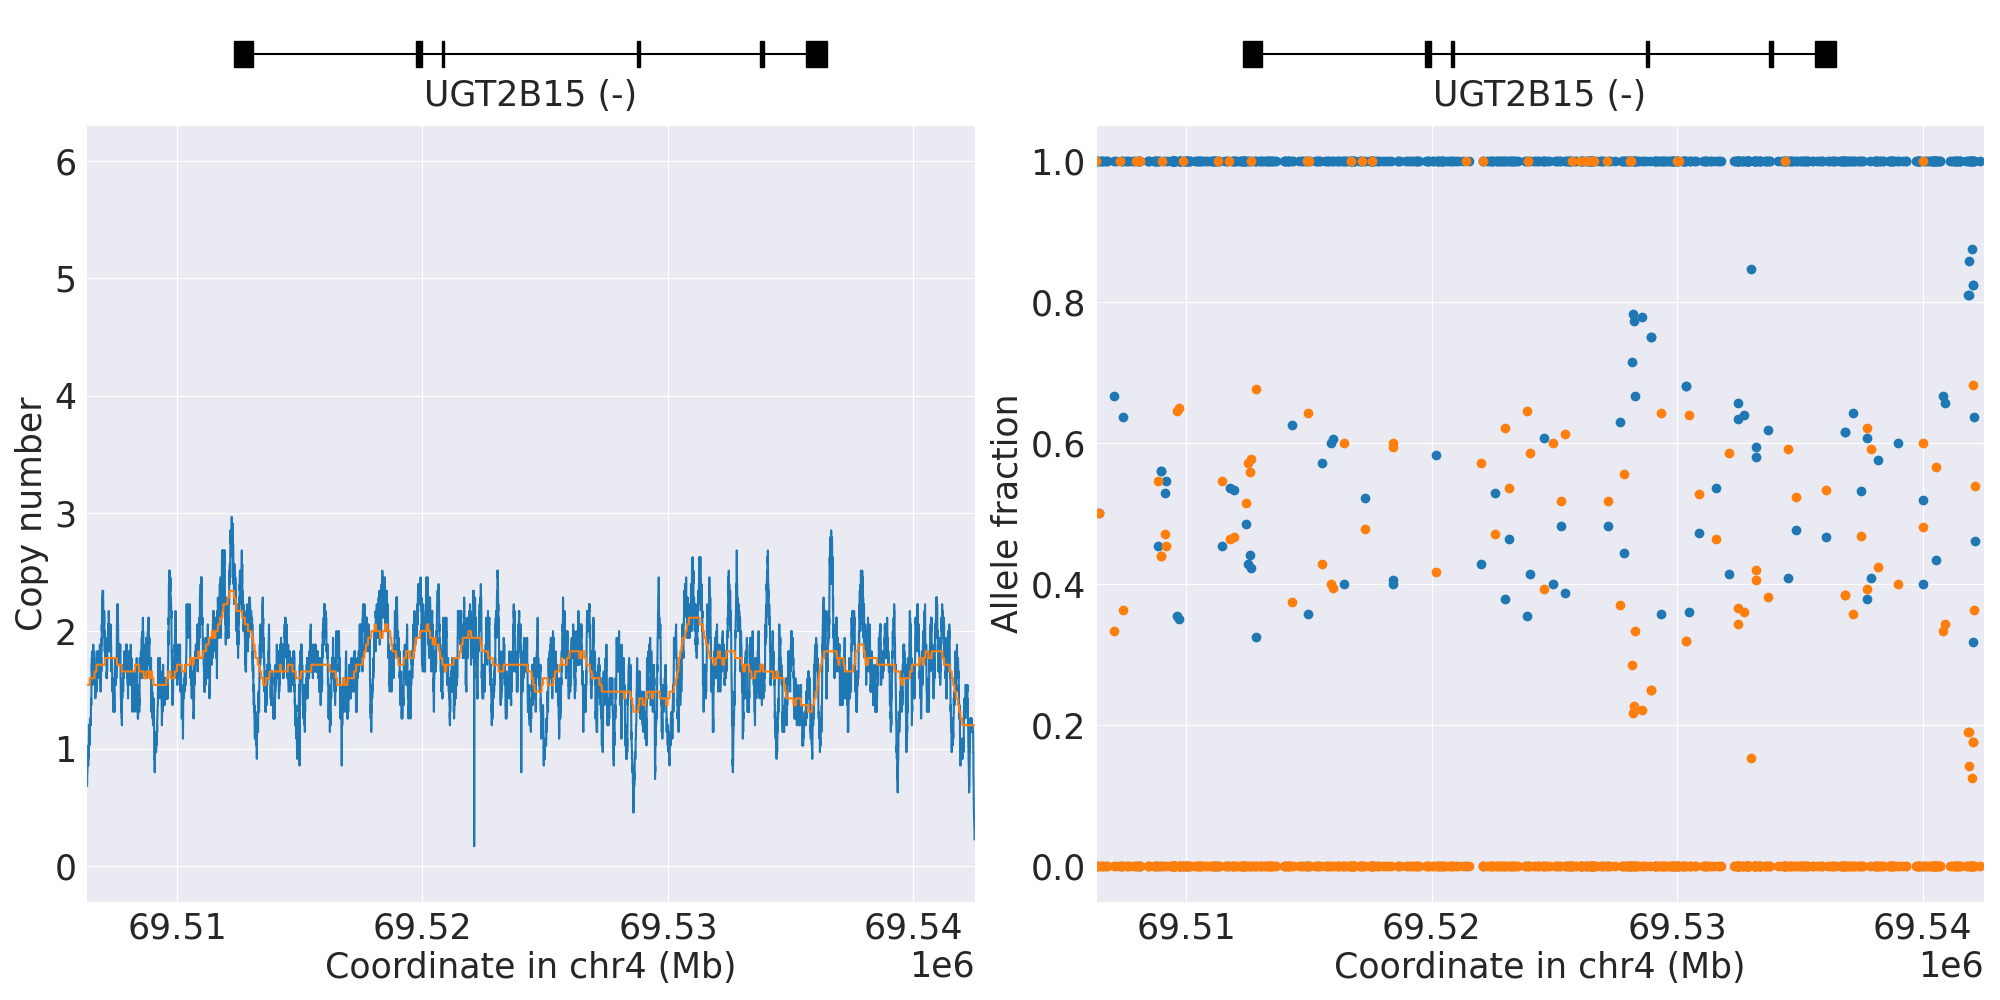 UGT2B15 (-)
6
5
4
3
2
1
0
Copy number
69.51 69.52 69.53 69.54
Coordinate in chr4 (Mb)
1e6
UGT2B15 (-)
1.0
0.8
0.6
0.4
0.2
0.0
Allele fraction
69.51 69.52 69.53 69.54
Coordinate in chr4 (Mb)
1e6